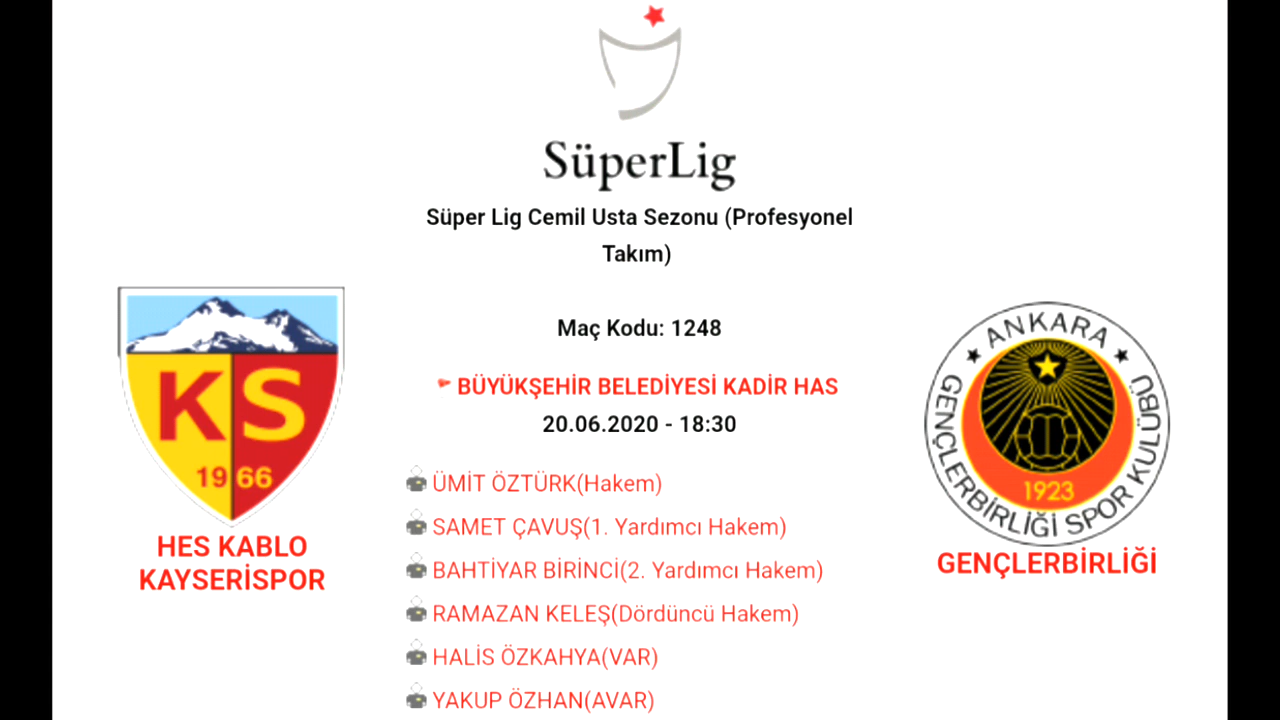 SüperLig
Süper Lig Cemil Usta Sezonu (Profesyonel
Takım)
Maç Kodu: 1248
BÜYÜKŞEHİR BELEDİYESİ KADİR HAS
20.06.2020 - 18:30
KS
1966
HES KABLO
KAYSERİSPOR
ÜMİT ÖZTÜRK(Hakem)
SAMET ÇAVUŞ(1. Yardımcı Hakem)
BAHTİYAR BİRİNCİ(2. Yardımcı Hakem)
RAMAZAN KELEŞ(Dördüncü Hakem)
HALİS ÖZKAHYA(VAR)
YAKUP ÖZHAN(AVAR)
ANKARA
GENÇLERBİRLİĞİ SPOR KULÜBÜ
1923
GENÇLERBİRLİĞİ